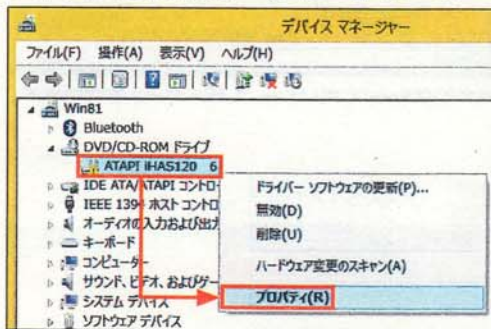 デバイス マネージャー
ファイル(F) 操作(A) 表示(V) ヘルプ(H)
Win81
Bluetooth
DVD/CD-ROM ドライブ
ATAPI iHAS120 6
IDE ATA/ATAPI コントロー
IEEE 1394 ホスト コントロ
オーディオの入力および出力
キーボード
コンピューター
サウンド、ビデオ、およびゲー
システム デバイス
ソフトウェア デバイス
ドライバー ソフトウェアの更新(P)...
無効(D)
削除(U)
ハードウェア変更のスキャン(A)
プロパティ(R)